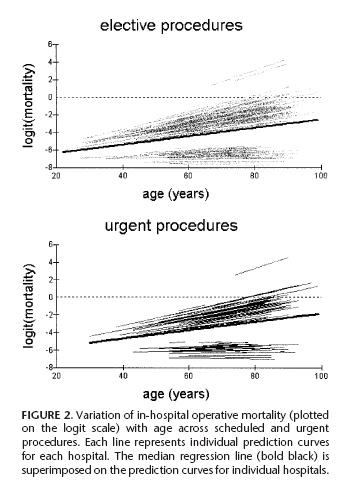 elective procedures
6
4
2
0
-2
-4
-6
-8
logit(mortality)
20 40 60 80 100
age (years)
urgent procedures
6
4
2
0
-2
-4
-6
-8
logit(mortality)
20 40 60 80 100
age (years)
FIGURE 2. Variation of in-hospital operative mortality (plotted
on the logit scale) with age across scheduled and urgent
procedures. Each line represents individual prediction curves
for each hospital. The median regression line (bold black) is
superimposed on the prediction curves for individual hospitals.